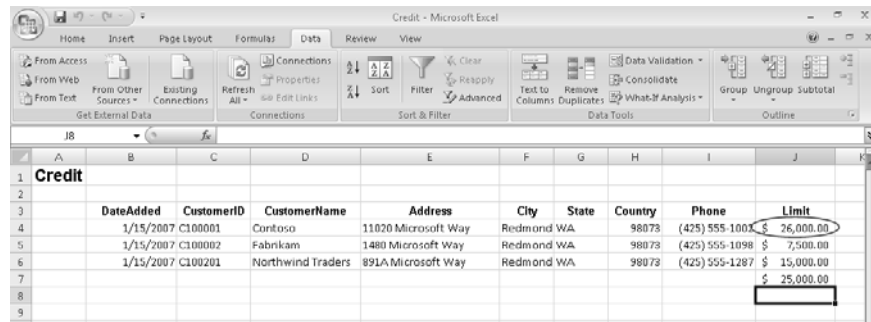 Credit - Microsoft Excel
Home Insert Page Layout Formulas Data Review View
From Access
From Web
From Text
From Other Sources
Existing Connections
Get External Data
Refresh All
Connections
Properties
Edit Links
Connections
Sort
Filter
Clear
Reapply
Advanced
Sort & Filter
Text to Columns
Remove Duplicates
Data Validation
Consolidate
What-If Analysis
Data Tools
Group
Ungroup
Subtotal
Outline
J8 fx
A B C D E F G H I J K
1 Credit
2
3 DateAdded CustomerID CustomerName Address City State Country Phone Limit
4 1/15/2007 C100001 Contoso 11020 Microsoft Way Redmond WA 98073 (425) 555-1002 $ 26,000.00
5 1/15/2007 C100002 Fabrikam 1480 Microsoft Way Redmond WA 98073 (425) 555-1098 $ 7,500.00
6 1/15/2007 C100201 Northwind Traders 891A Microsoft Way Redmond WA 98073 (425) 555-1287 $ 15,000.00
7 $ 25,000.00
8
9